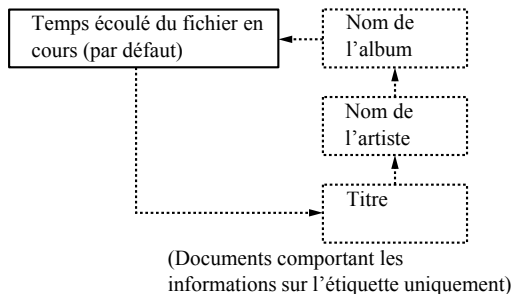 Temps écoulé du fichier en
cours (par défaut)
Nom de
l’album
Nom de
l’artiste
Titre
(Documents comportant les
informations sur l’étiquette uniquement)